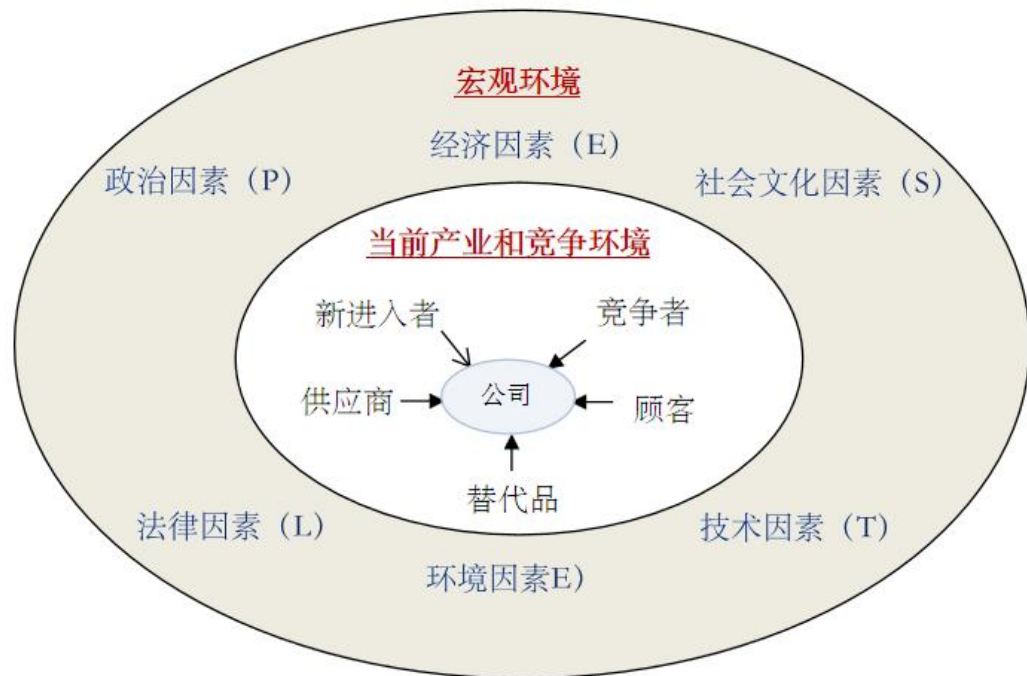 宏观环境
经济因素（E）
政治因素（P）
社会文化因素（S）
当前产业和竞争环境
新进入者
竞争者
供应商
公司
顾客
替代品
法律因素（L）
技术因素（T）
环境因素E）